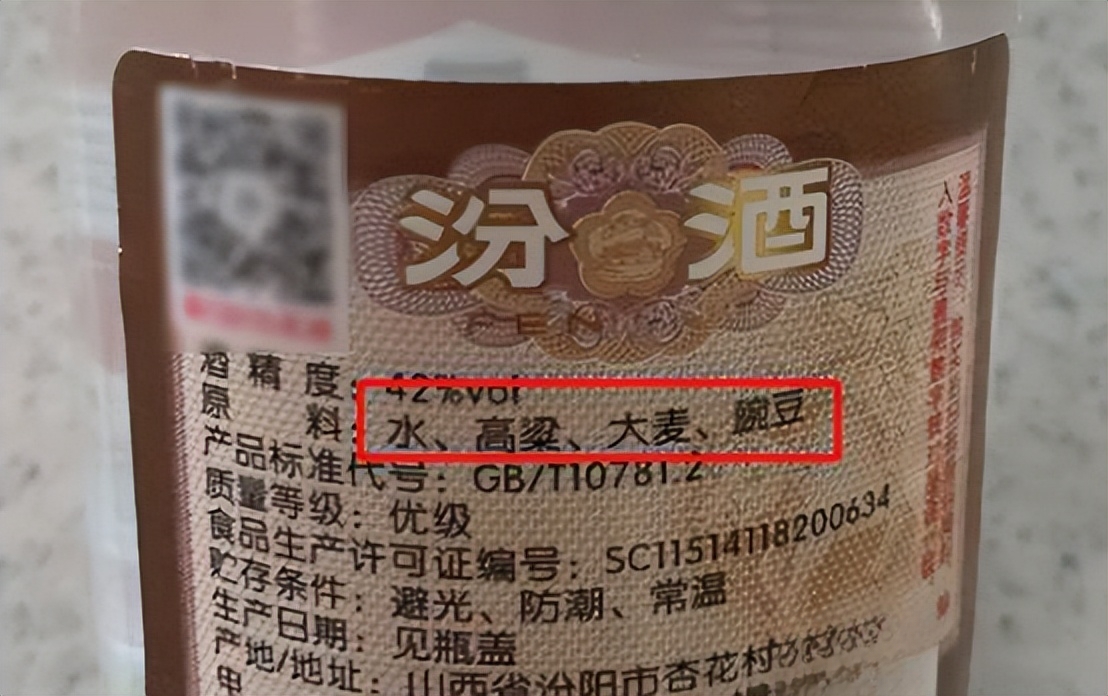 汾酒
酒精度：42%vol
原料：水、高粱、大麦、豌豆
产品标准代号：GB/T10781.2
质量等级：优级
食品生产许可证编号：SC11514118200634
贮存条件：避光、防潮、常温
生产日期：见瓶盖
产地/地址：山西省汾阳市杏花村